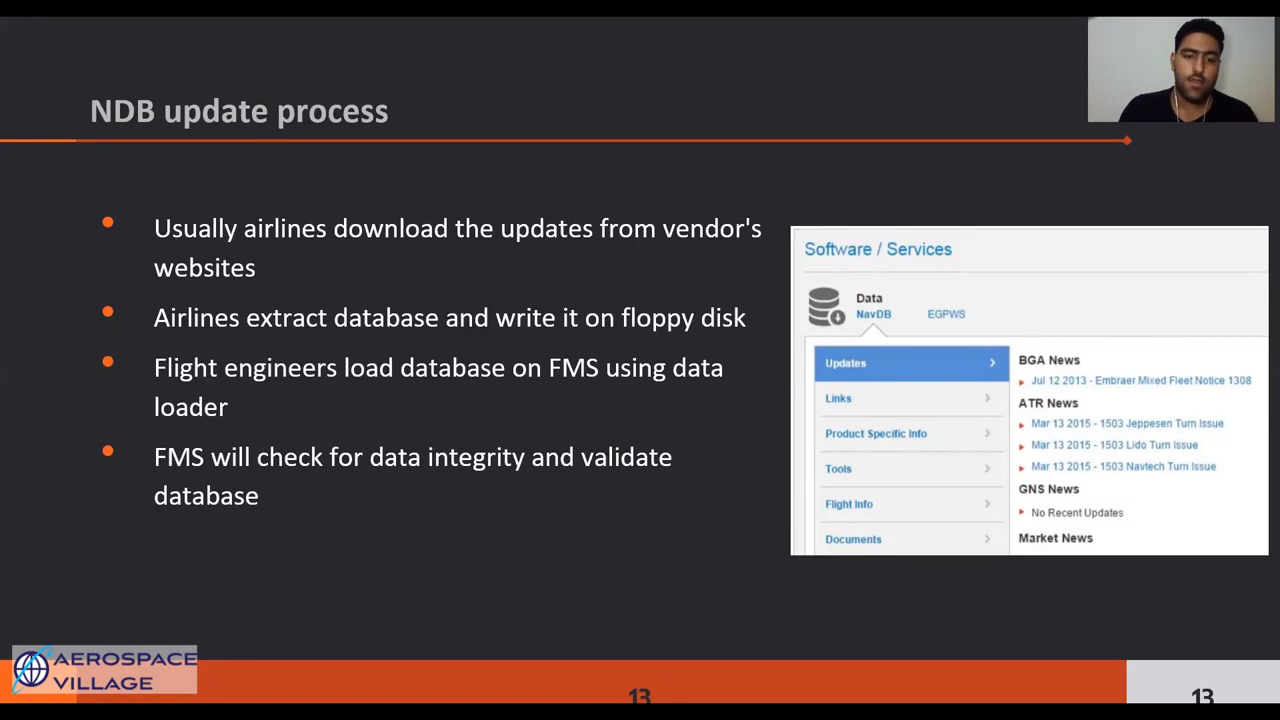 NDB update process
Usually airlines download the updates from vendor's
websites
Airlines extract database and write it on floppy disk
Flight engineers load database on FMS using data
loader
FMS will check for data integrity and validate
database
Software / Services
Data
NavDB EGPWS
Updates
Links
Product Specific Info
Tools
Flight Info
Documents
BGA News
Jul 12 2013 - Embraer Mixed Fleet Notice 1308
ATR News
Mar 13 2015 - 1503 Jeppesen Turn Issue
Mar 13 2015 - 1503 Lido Turn Issue
Mar 13 2015 - 1503 Navtech Turn Issue
GNS News
No Recent Updates
Market News
AEROSPACE
VILLAGE
13
13